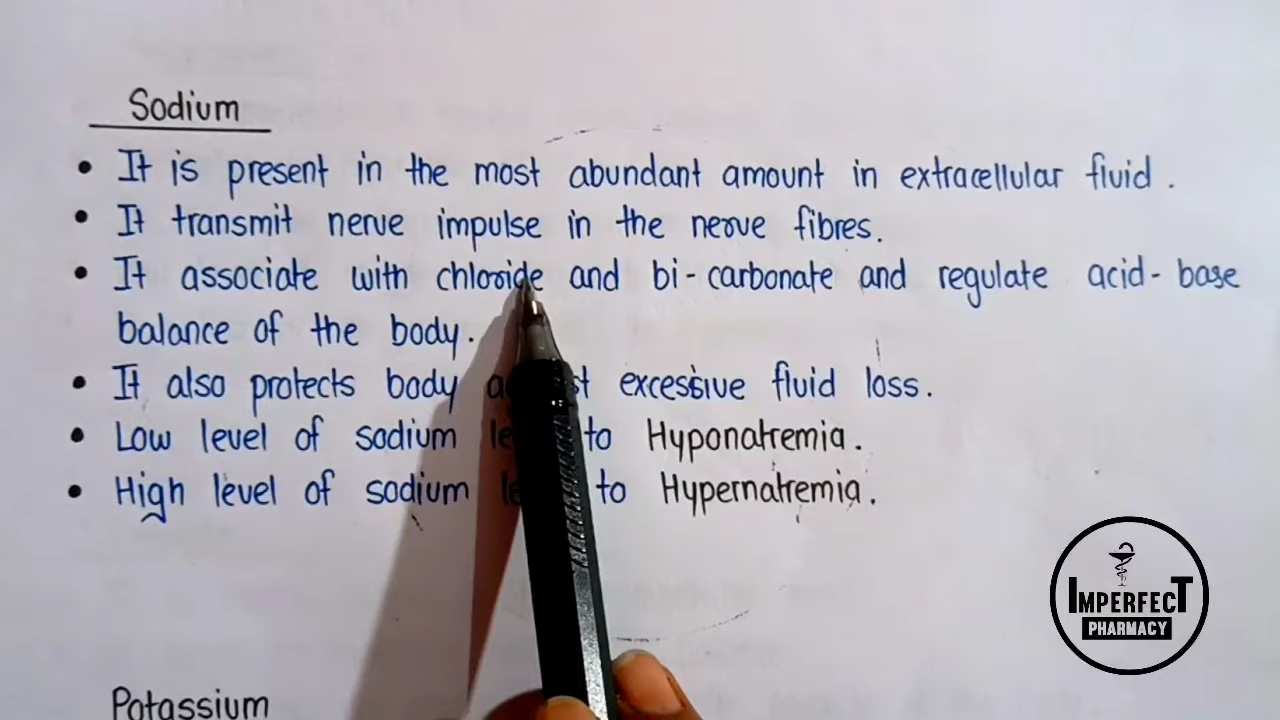 Sodium
• It is present in the most abundant amount in extracellular fluid.
• It transmit nerve impulse in the nerve fibres.
• It associate with chloride and bi-carbonate and regulate acid-base
balance of the body.
• It also protects body excessive fluid loss.
• Low level of sodium to Hyponatremia.
• High level of sodium to Hypernatremia.
IMPERFECT
PHARMACY
Potassium